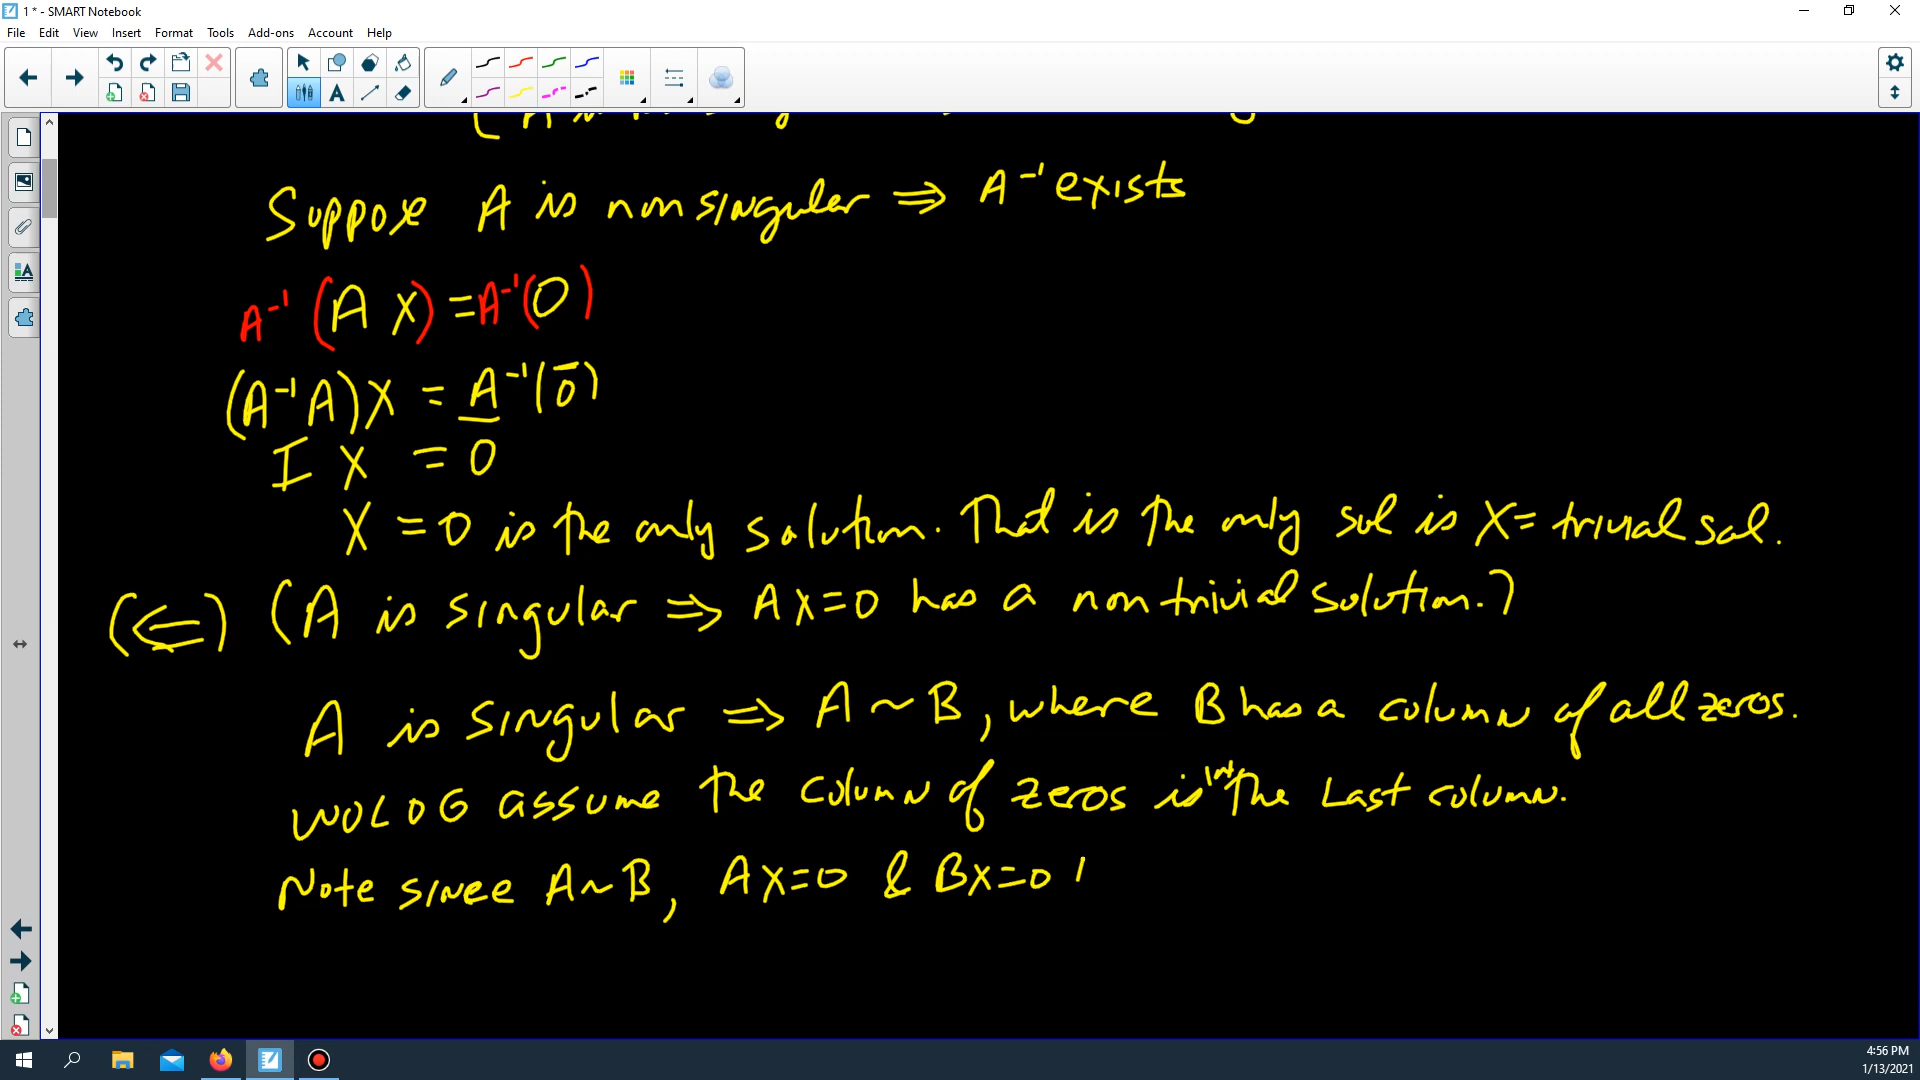 1 * - SMART Notebook
File Edit View Insert Format Tools Add-ons Account Help
Suppose A is nonsingular ⇒ A⁻¹ exists
A⁻¹ (A X) = A⁻¹(0)
(A⁻¹A)X = A⁻¹(0̄)
I X = 0
X = 0 is the only solution. That is the only sol is X = trivial sol.
(⇐) (A is singular ⇒ AX=0 has a nontrivial solution.)
A is singular ⇒ A ~ B, where B has a column of all zeros.
WOLOG assume the column of zeros is the Last column.
Note since A~B, AX=0 & BX=0
4:56 PM
1/13/2021